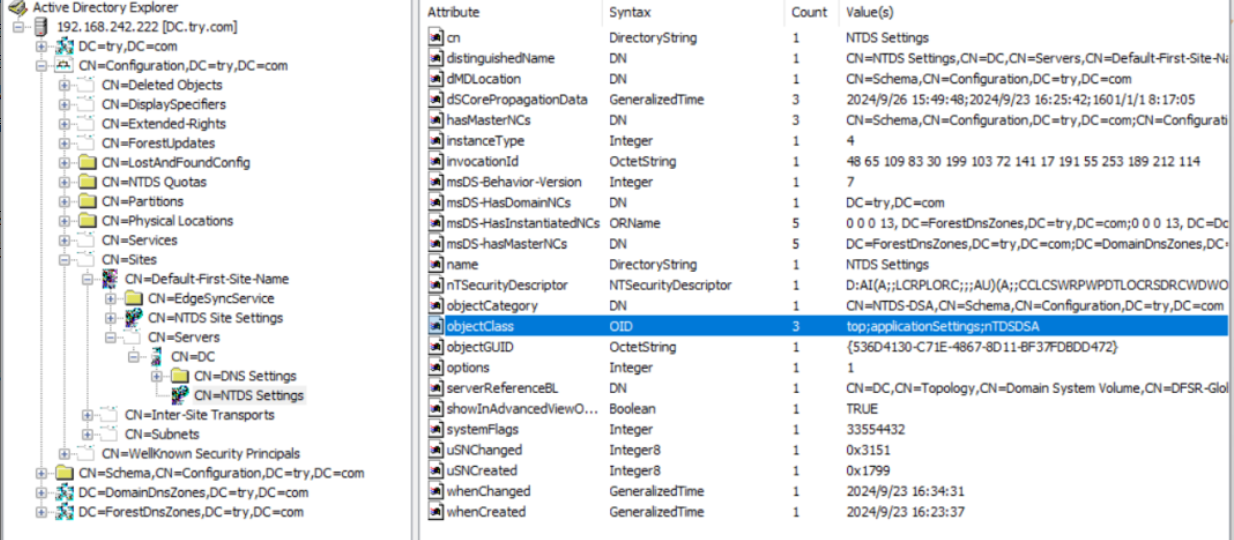 Active Directory Explorer
192.168.242.222 [DC.try.com]
DC=try,DC=com
CN=Configuration,DC=try,DC=com
CN=Deleted Objects
CN=DisplaySpecifiers
CN=Extended-Rights
CN=ForestUpdates
CN=LostAndFoundConfig
CN=NTDS Quotas
CN=Partitions
CN=Physical Locations
CN=Services
CN=Sites
CN=Default-First-Site-Name
CN=EdgeSyncService
CN=NTDS Site Settings
CN=Servers
CN=DC
CN=DNS Settings
CN=NTDS Settings
CN=Inter-Site Transports
CN=Subnets
CN=WellKnown Security Principals
CN=Schema,CN=Configuration,DC=try,DC=com
DC=DomainDnsZones,DC=try,DC=com
DC=ForestDnsZones,DC=try,DC=com
Attribute Syntax Count Value(s)
cn DirectoryString 1 NTDS Settings
distinguishedName DN 1 CN=NTDS Settings,CN=DC,CN=Servers,CN=Default-First-Site-Na
dMDLocation DN 1 CN=Schema,CN=Configuration,DC=try,DC=com
dSCorePropagationData GeneralizedTime 3 2024/9/26 15:49:48;2024/9/23 16:25:42;1601/1/1 8:17:05
hasMasterNCs DN 3 CN=Schema,CN=Configuration,DC=try,DC=com;CN=Configurati
instanceType Integer 1 4
invocationId OctetString 1 48 65 109 83 30 199 103 72 141 17 191 55 253 189 212 114
msDS-Behavior-Version Integer 1 7
msDS-HasDomainNCs DN 1 DC=try,DC=com
msDS-HasInstantiatedNCs ORName 5 0 0 0 13, DC=ForestDnsZones,DC=try,DC=com;0 0 0 13, DC=Do
msDS-hasMasterNCs DN 5 DC=ForestDnsZones,DC=try,DC=com;DC=DomainDnsZones,DC=
name DirectoryString 1 NTDS Settings
nTSecurityDescriptor NTSecurityDescriptor 1 D:AI(A;;LCRPLORC;;;AU)(A;;CCLCSWRPWPDTLOCRSDRCWDWO
objectCategory DN 1 CN=NTDS-DSA,CN=Schema,CN=Configuration,DC=try,DC=com
objectClass OID 3 top;applicationSettings;nTDSDSA
objectGUID OctetString 1 {536D4130-C71E-4867-8D11-BF37FDBDD472}
options Integer 1 1
serverReferenceBL DN 1 CN=DC,CN=Topology,CN=Domain System Volume,CN=DFSR-Glol
showInAdvancedViewO... Boolean 1 TRUE
systemFlags Integer 1 33554432
uSNChanged Integer8 1 0x3151
uSNCreated Integer8 1 0x1799
whenChanged GeneralizedTime 1 2024/9/23 16:34:31
whenCreated GeneralizedTime 1 2024/9/23 16:23:37